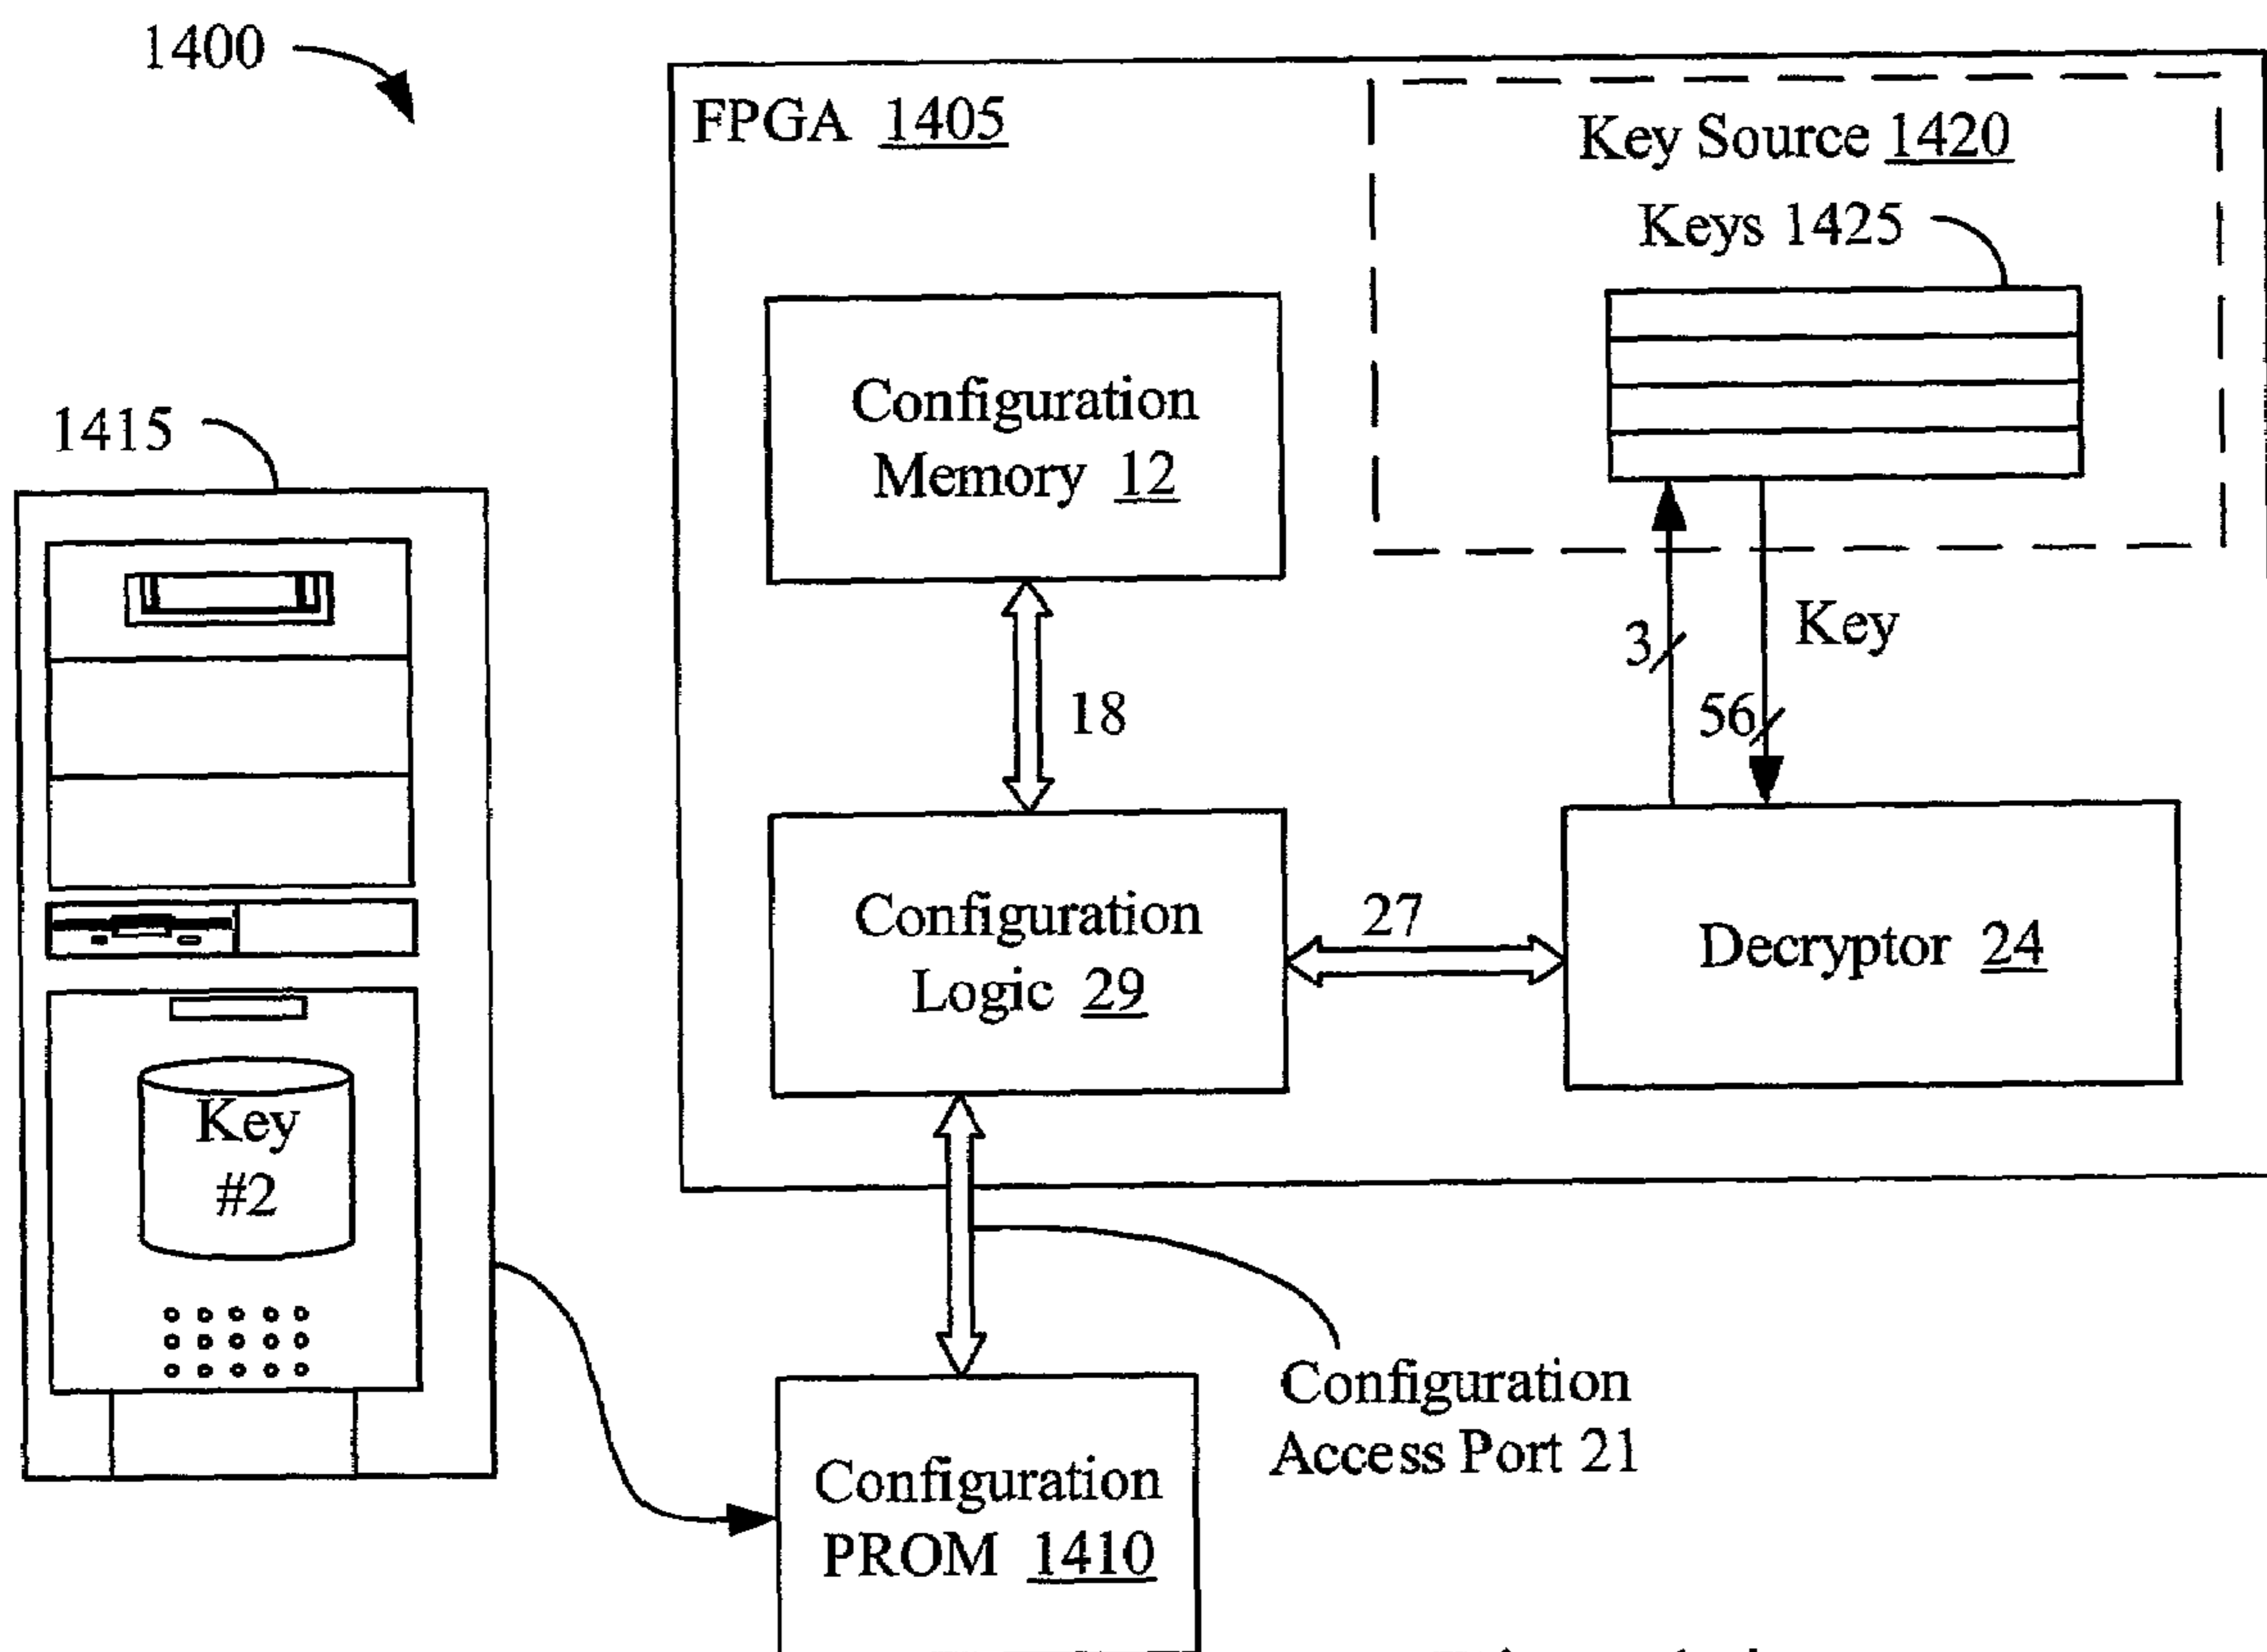 1400
FPGA 1405
Key Source 1420
Keys 1425
Configuration
Memory 12
1415
3
Key
56
18
Configuration
Logic 29
27
Decryptor 24
Key
#2
Configuration
Access Port 21
Configuration
PROM 1410